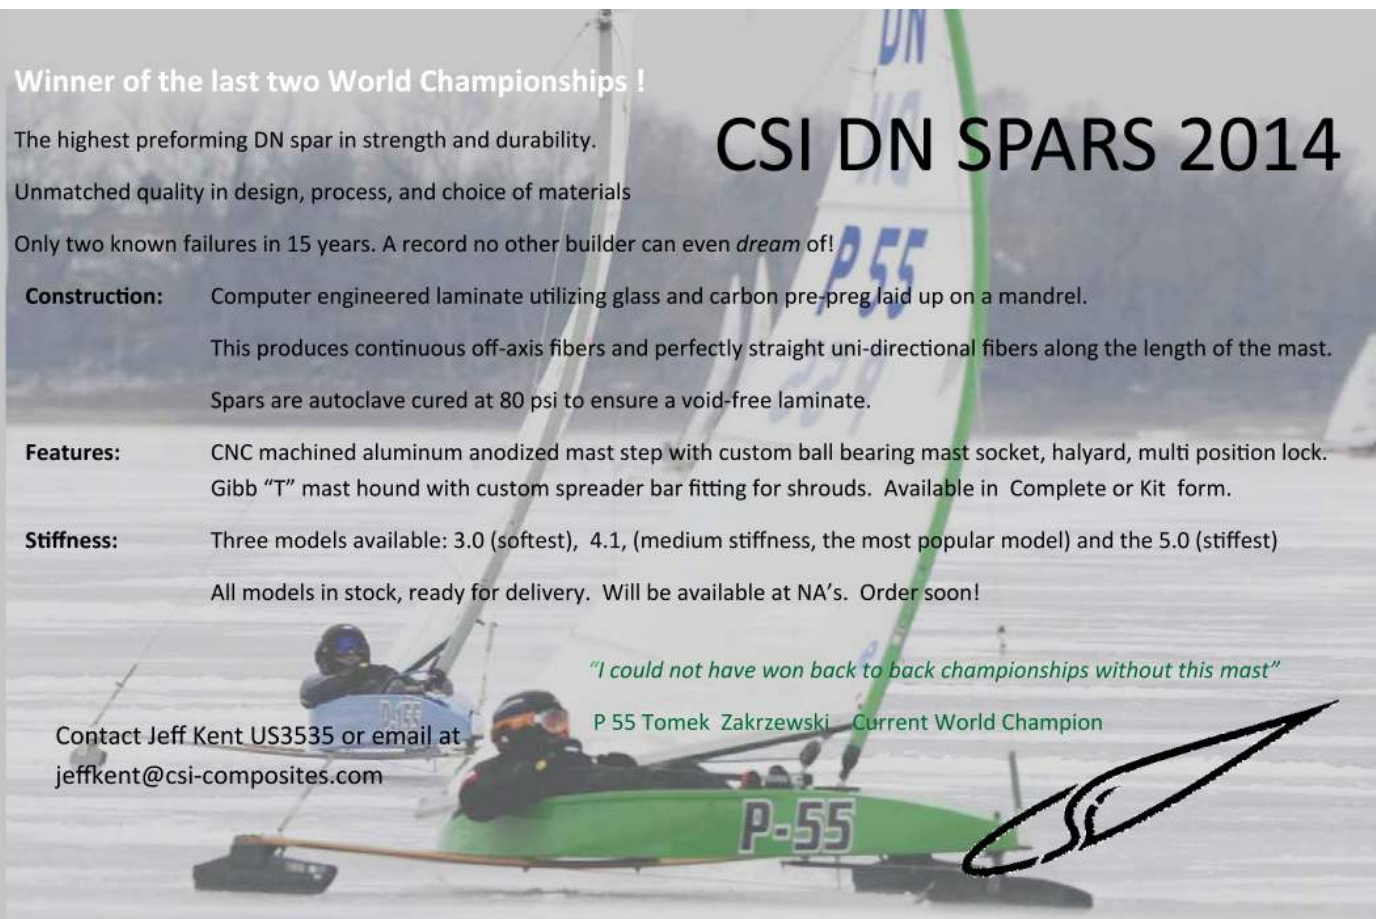 Winner of the last two World Championships !
CSI DN SPARS 2014
The highest preforming DN spar in strength and durability.
Unmatched quality in design, process, and choice of materials
Only two known failures in 15 years. A record no other builder can even dream of!
Construction: Computer engineered laminate utilizing glass and carbon pre-preg laid up on a mandrel.
This produces continuous off-axis fibers and perfectly straight uni-directional fibers along the length of the mast.
Spars are autoclave cured at 80 psi to ensure a void-free laminate.
Features: CNC machined aluminum anodized mast step with custom ball bearing mast socket, halyard, multi position lock.
Gibb “T” mast hound with custom spreader bar fitting for shrouds. Available in Complete or Kit form.
Stiffness: Three models available: 3.0 (softest), 4.1, (medium stiffness, the most popular model) and the 5.0 (stiffest)
All models in stock, ready for delivery. Will be available at NA’s. Order soon!
“I could not have won back to back championships without this mast”
P 55 Tomek Zakrzewski Current World Champion
Contact Jeff Kent US3535 or email at
jeffkent@csi-composites.com
DN
P 55
P-55